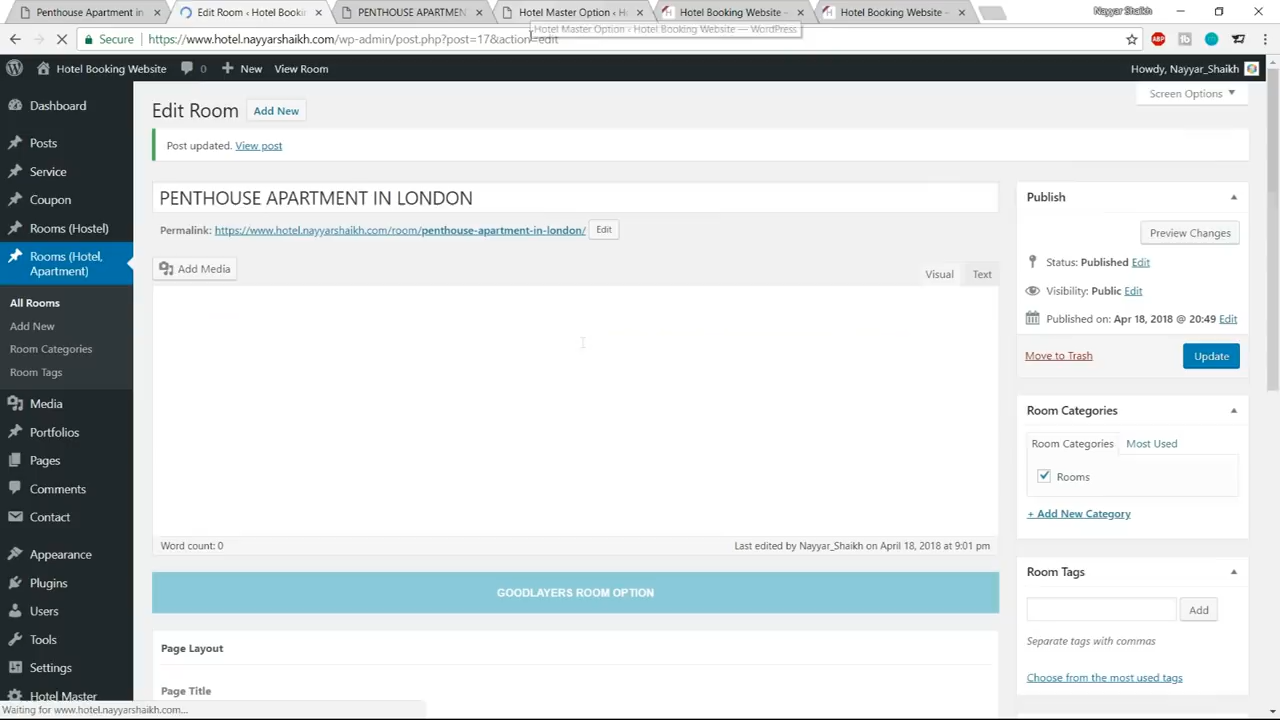 Penthouse Apartment in
Edit Room ‹ Hotel Bookin
PENTHOUSE APARTMENT
Hotel Master Option ‹ H
Hotel Booking Website –
Hotel Booking Website –
Nayyar Shaikh
Hotel Master Option ‹ Hotel Booking Website — WordPress
Secure
https://www.hotel.nayyarshaikh.com/wp-admin/post.php?post=17&action=edit
ABP
Hotel Booking Website
0
New
View Room
Howdy, Nayyar_Shaikh
Screen Options
Dashboard
Posts
Service
Coupon
Rooms (Hostel)
Rooms (Hotel,
Apartment)
All Rooms
Add New
Room Categories
Room Tags
Media
Portfolios
Pages
Comments
Contact
Appearance
Plugins
Users
Tools
Settings
Hotel Master
Edit Room
Add New
Post updated. View post
PENTHOUSE APARTMENT IN LONDON
Permalink: https://www.hotel.nayyarshaikh.com/room/penthouse-apartment-in-london/
Edit
Add Media
Visual
Text
Word count: 0
Last edited by Nayyar_Shaikh on April 18, 2018 at 9:01 pm
GOODLAYERS ROOM OPTION
Page Layout
Page Title
Publish
Preview Changes
Status: Published Edit
Visibility: Public Edit
Published on: Apr 18, 2018 @ 20:49 Edit
Move to Trash
Update
Room Categories
Room Categories
Most Used
Rooms
+ Add New Category
Room Tags
Add
Separate tags with commas
Choose from the most used tags
Waiting for www.hotel.nayyarshaikh.com...